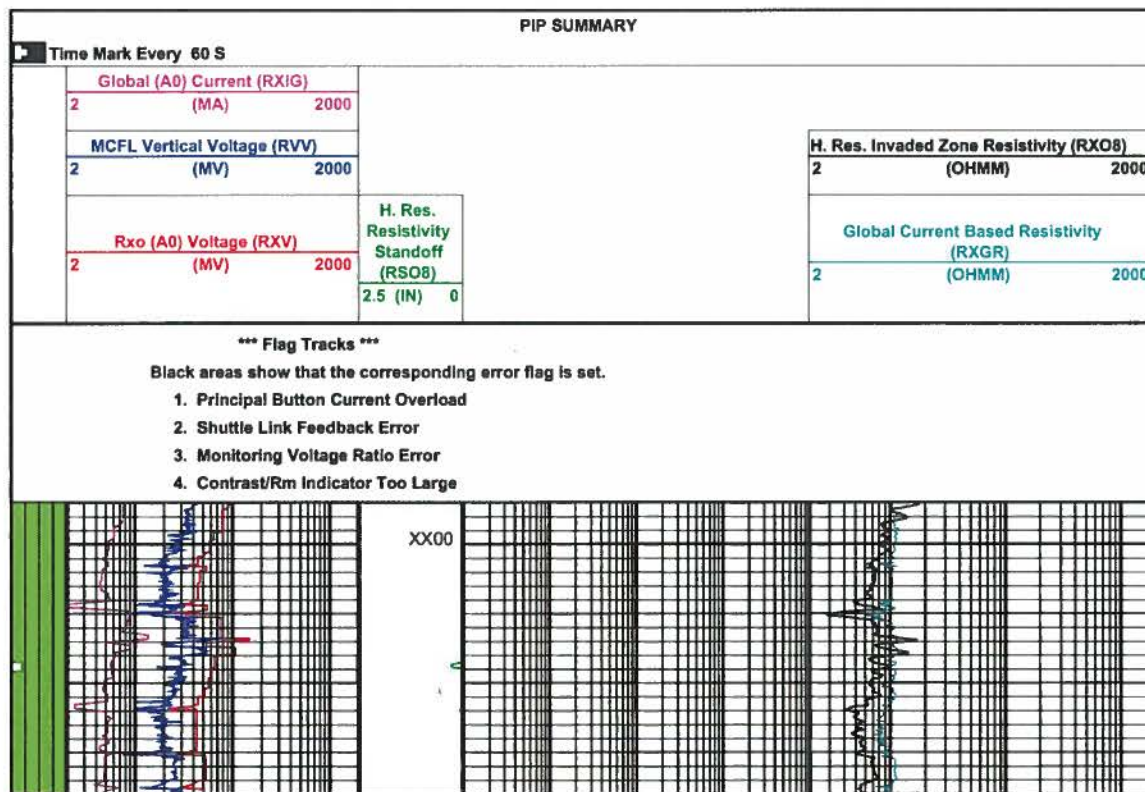 PIP SUMMARY
Time Mark Every 60 S
Global (A0) Current (RXIG)
2 (MA) 2000
MCFL Vertical Voltage (RVV)
2 (MV) 2000
Rxo (A0) Voltage (RXV)
2 (MV) 2000
H. Res.
Resistivity
Standoff
(RSO8)
2.5 (IN) 0
H. Res. Invaded Zone Resistivity (RXO8)
2 (OHMM) 2000
Global Current Based Resistivity
(RXGR)
2 (OHMM) 2000
*** Flag Tracks ***
Black areas show that the corresponding error flag is set.
1. Principal Button Current Overload
2. Shuttle Link Feedback Error
3. Monitoring Voltage Ratio Error
4. Contrast/Rm Indicator Too Large
XX00